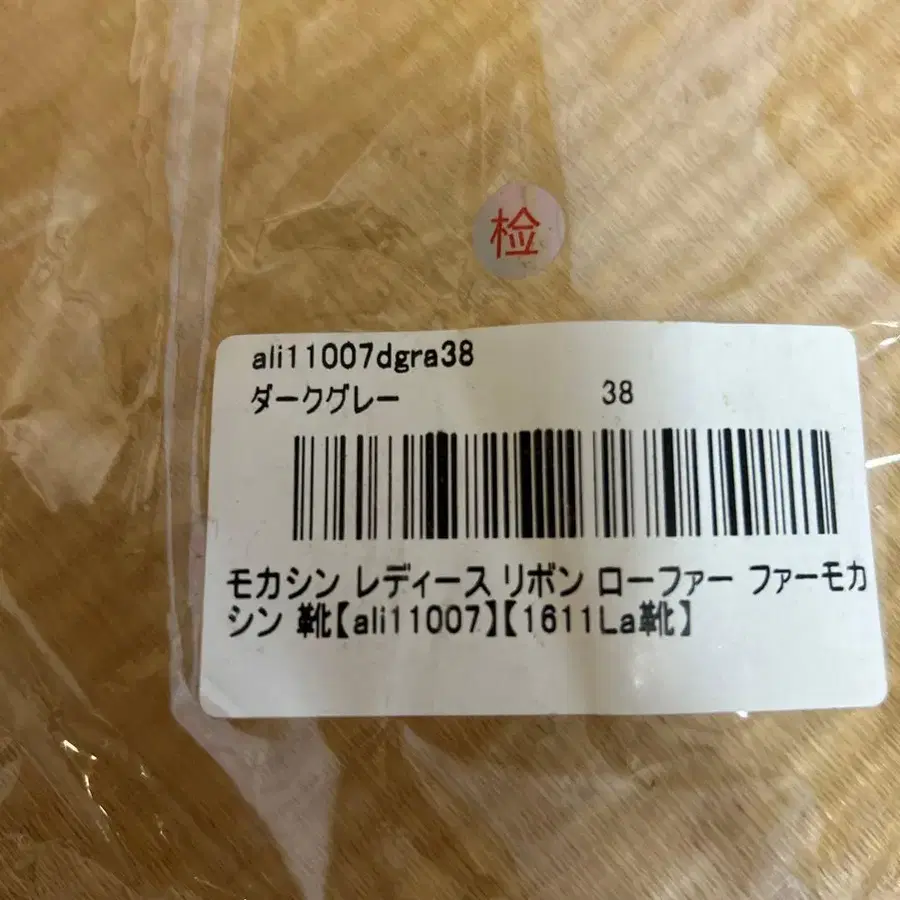 检
ali11007dgra38
ダークグレー 38
モカシン レディース リボン ローファー ファーモカ
シン 靴【ali11007】【1611La靴】